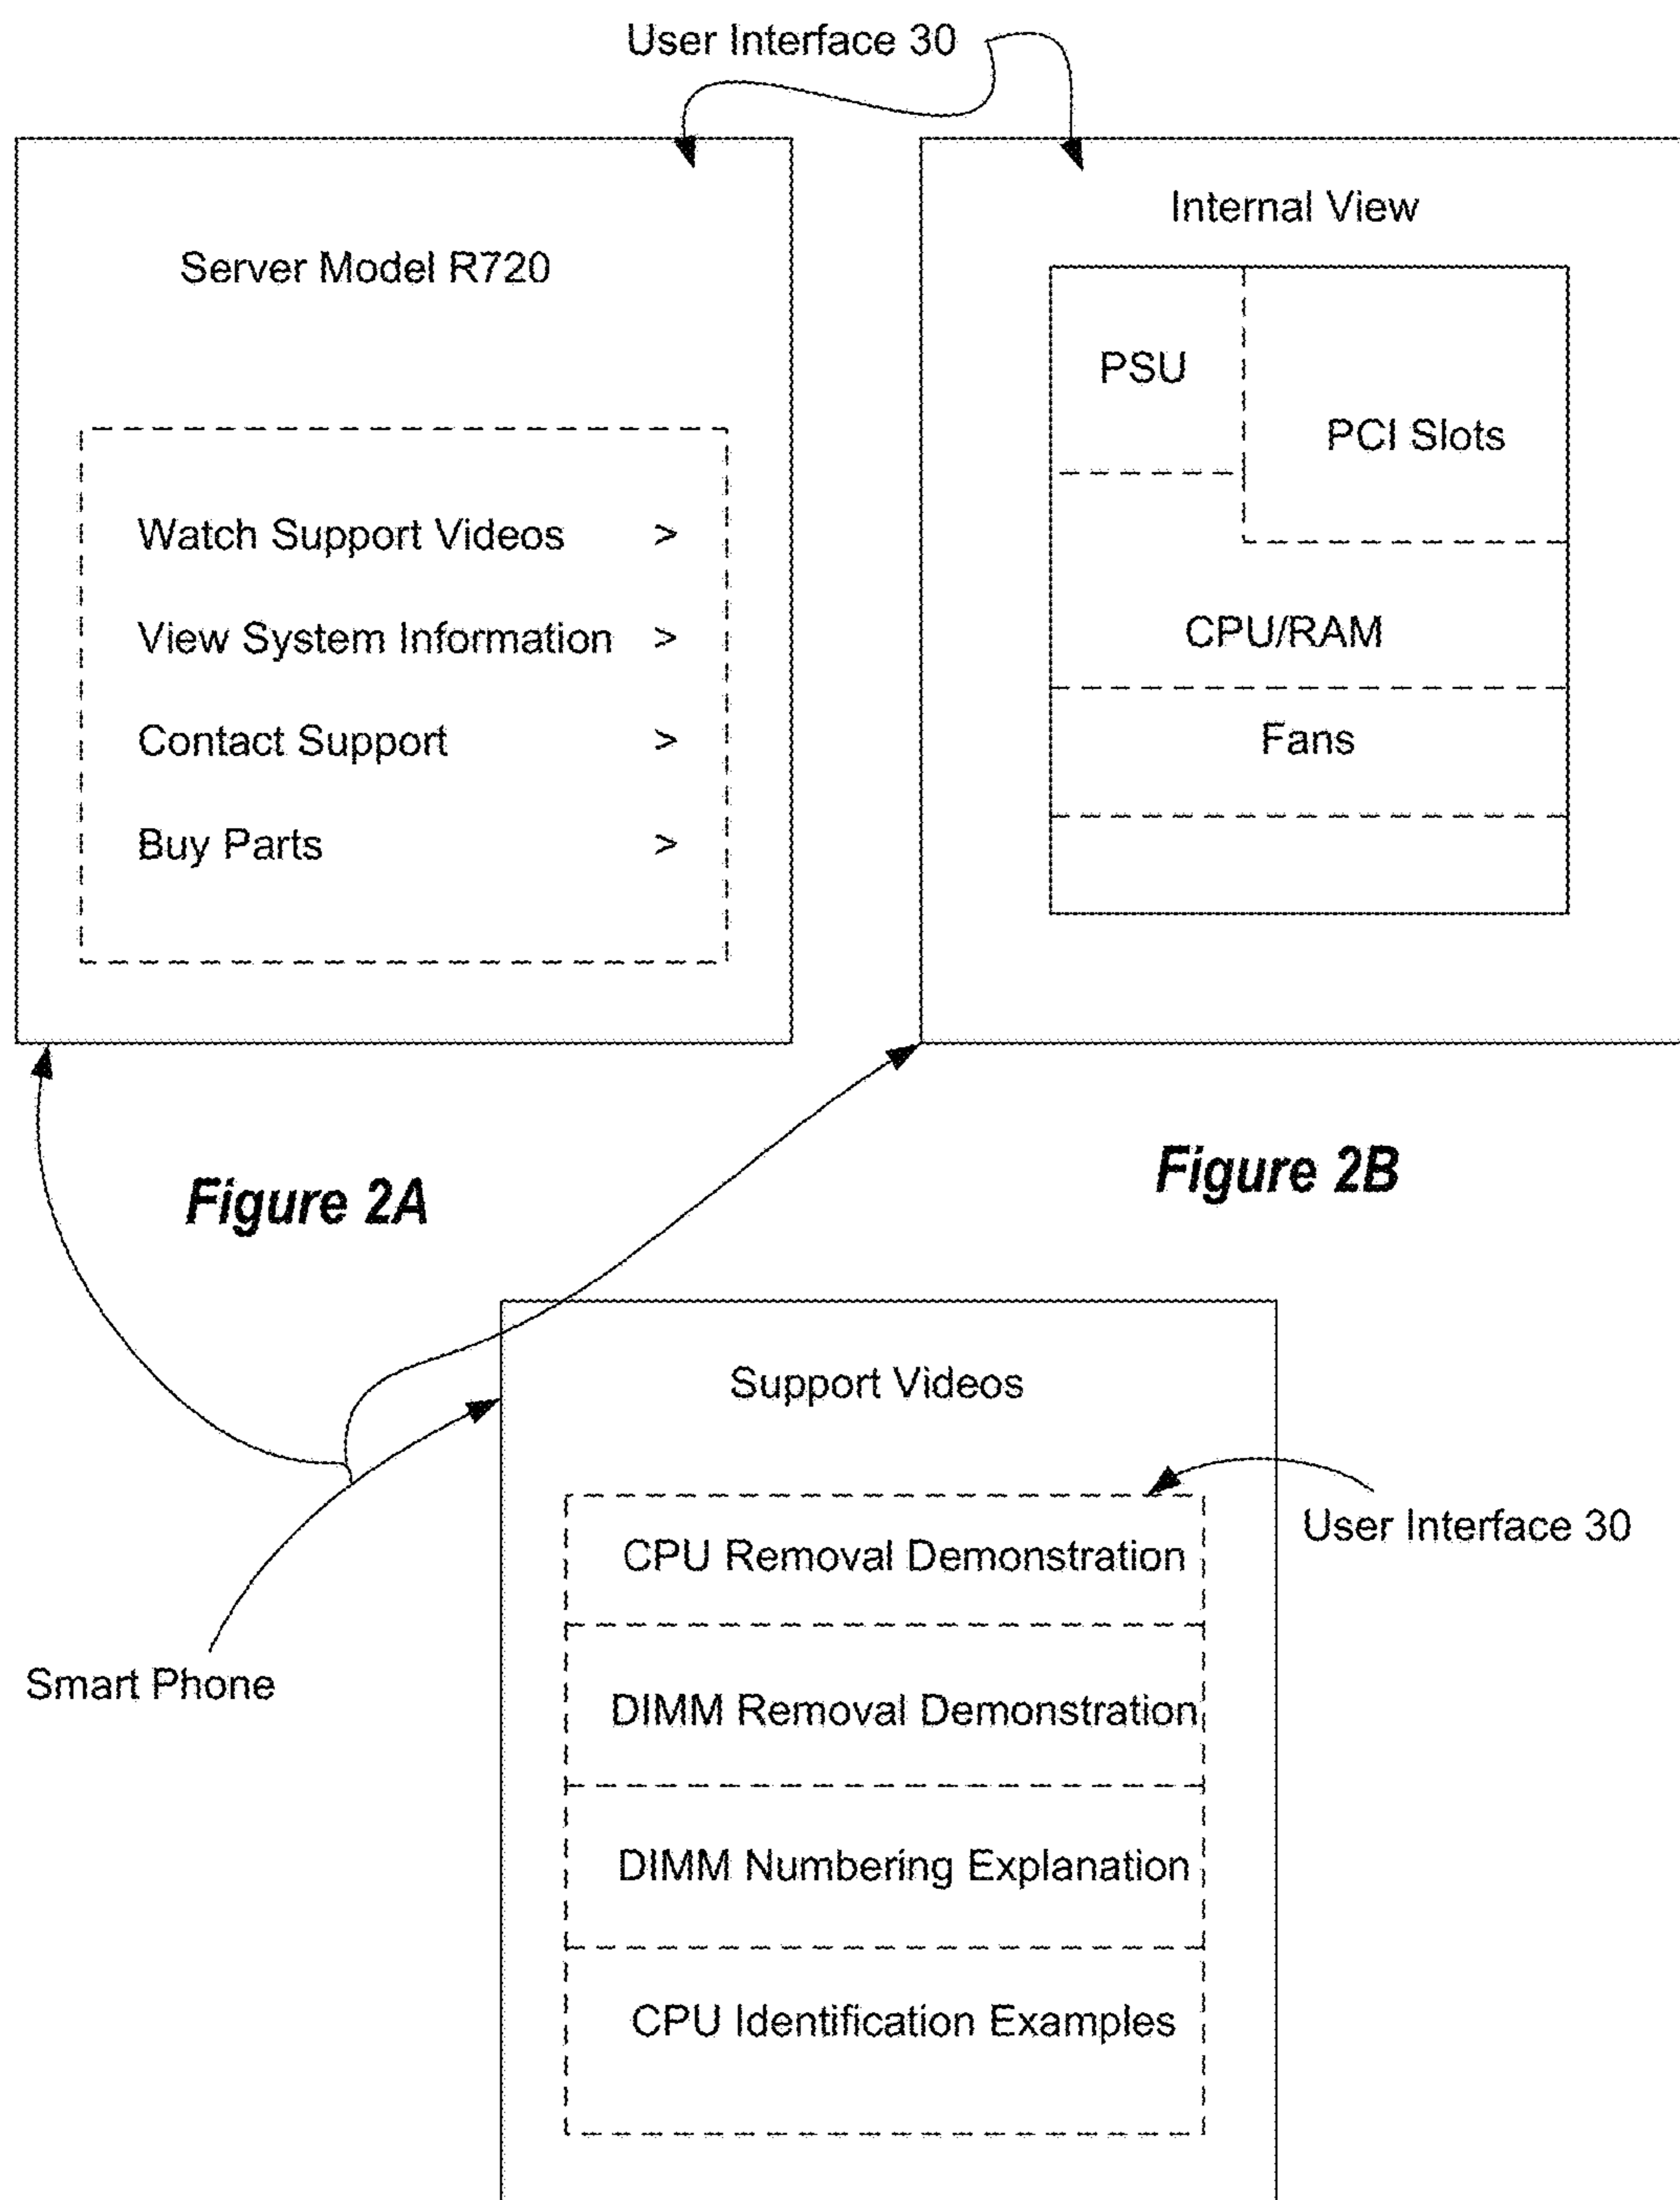 User Interface 30
Server Model R720
Watch Support Videos >
View System Information >
Contact Support >
Buy Parts >
Internal View
PSU
PCI Slots
CPU/RAM
Fans
Figure 2A
Figure 2B
Support Videos
User Interface 30
CPU Removal Demonstration
DIMM Removal Demonstration
DIMM Numbering Explanation
CPU Identification Examples
Smart Phone